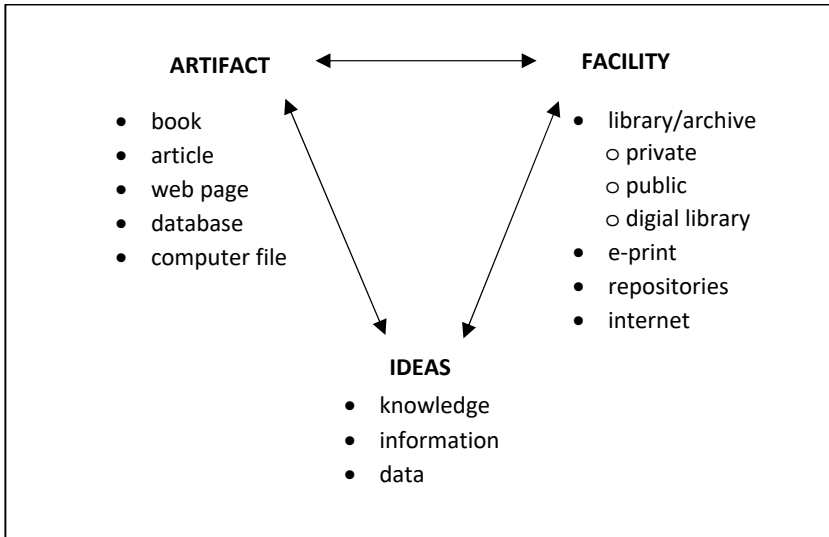 ARTIFACT
• book
• article
• web page
• database
• computer file
FACILITY
• library/archive
o private
o public
o digial library
• e-print
• repositories
• internet
IDEAS
• knowledge
• information
• data